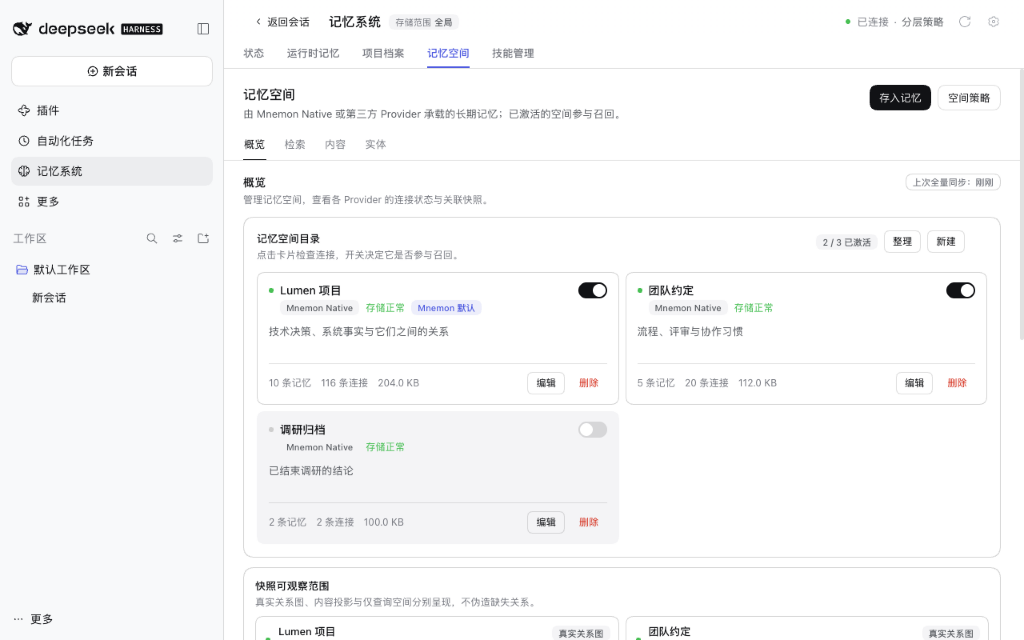 deepseek HARNESS
新会话
插件
自动化任务
记忆系统
更多
工作区
默认工作区
新会话
··· 更多
返回会话 记忆系统 存储范围 全局
已连接 · 分层策略
状态 运行时记忆 项目档案 记忆空间 技能管理
记忆空间
由 Mnemon Native 或第三方 Provider 承载的长期记忆；已激活的空间参与召回。
存入记忆 空间策略
概览 检索 内容 实体
概览
管理记忆空间，查看各 Provider 的连接状态与关联快照。
上次全量同步：刚刚
记忆空间目录
点击卡片检查连接，开关决定它是否参与召回。
2 / 3 已激活 整理 新建
Lumen 项目
Mnemon Native 存储正常 Mnemon 默认
技术决策、系统事实与它们之间的关系
10 条记忆 116 条连接 204.0 KB 编辑 删除
团队约定
Mnemon Native 存储正常
流程、评审与协作习惯
5 条记忆 20 条连接 112.0 KB 编辑 删除
调研归档
Mnemon Native 存储正常
已结束调研的结论
2 条记忆 2 条连接 100.0 KB 编辑 删除
快照可观察范围
真实关系图、内容投影与仅查询空间分别呈现，不伪造缺失关系。
Lumen 项目 真实关系图
团队约定 真实关系图